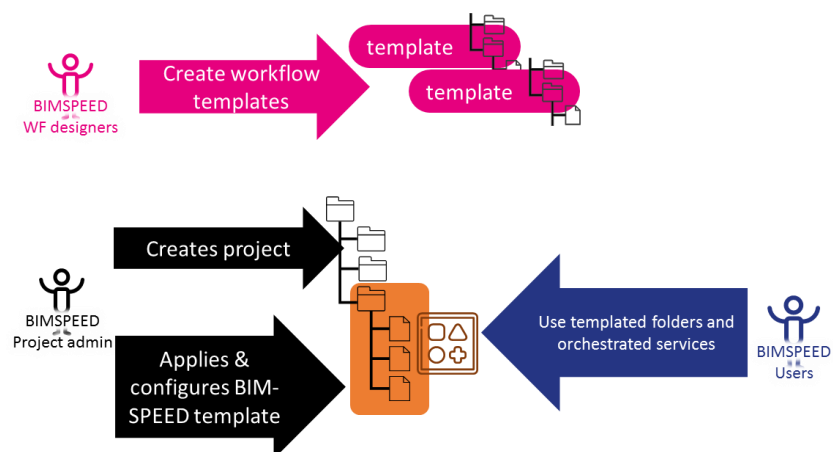 BIMSPEED
WF designers
Create workflow
templates
template
template
Creates project
BIMSPEED
Project admin
Applies &
configures BIM-
SPEED template
Use templated folders and
orchestrated services
BIMSPEED
Users